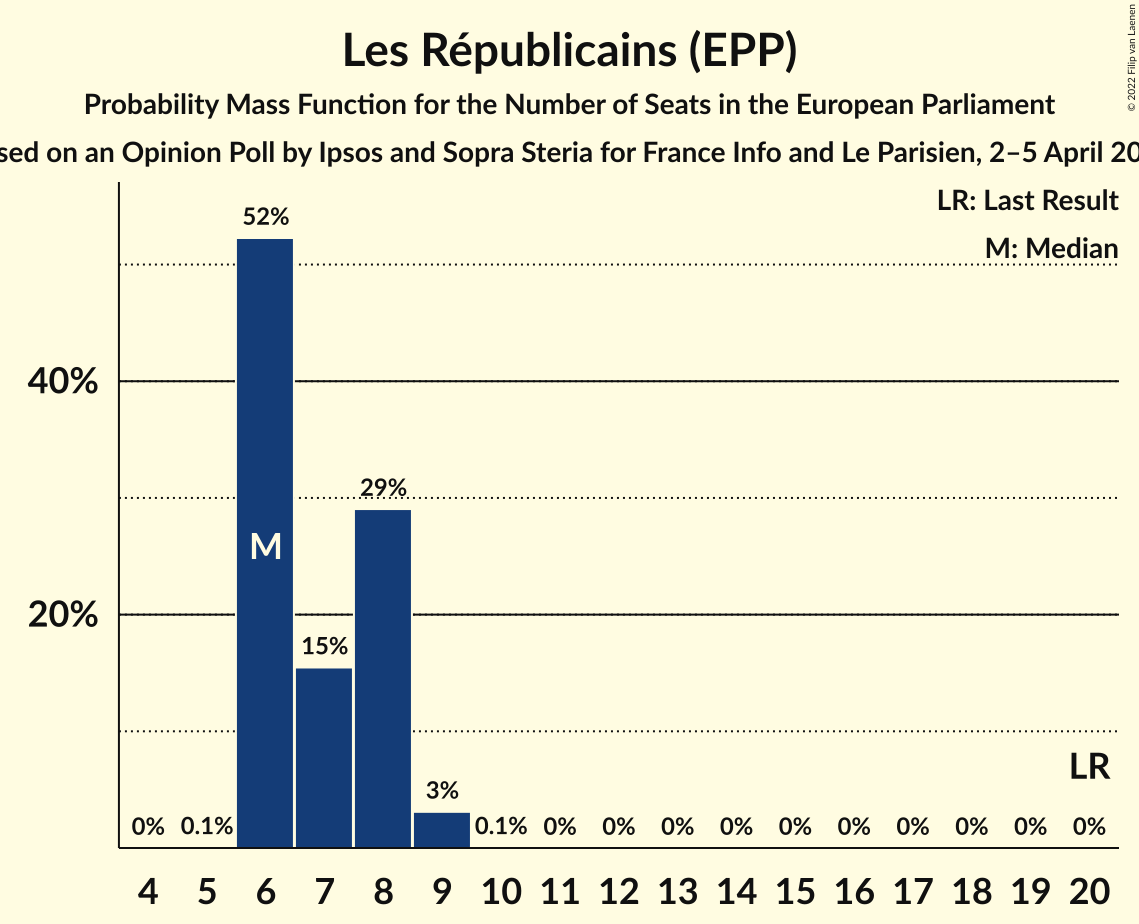 Les Républicains (EPP)
Probability Mass Function for the Number of Seats in the European Parliament
on an Opinion Poll by Ipsos and Sopra Steria for France Info and Le Parisien, 2–5 April
© 2022 Filip van Laenen
LR: Last Result
M: Median
52%
40%
29%
M
20%
15%
LR
3%
0% 0.1% 0.1% 0% 0% 0% 0% 0% 0% 0% 0% 0% 0%
4 5 6 7 8 9 10 11 12 13 14 15 16 17 18 19 20